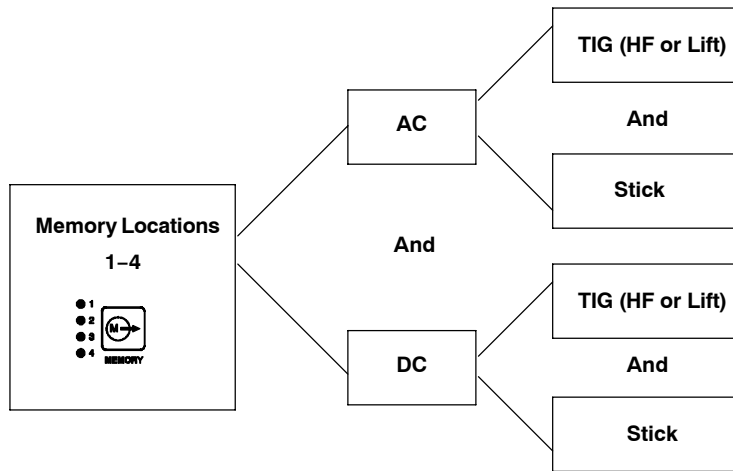 Memory Locations
1–4
1
2
3
4
M
MEMORY
AC
And
DC
TIG (HF or Lift)
And
Stick
TIG (HF or Lift)
And
Stick